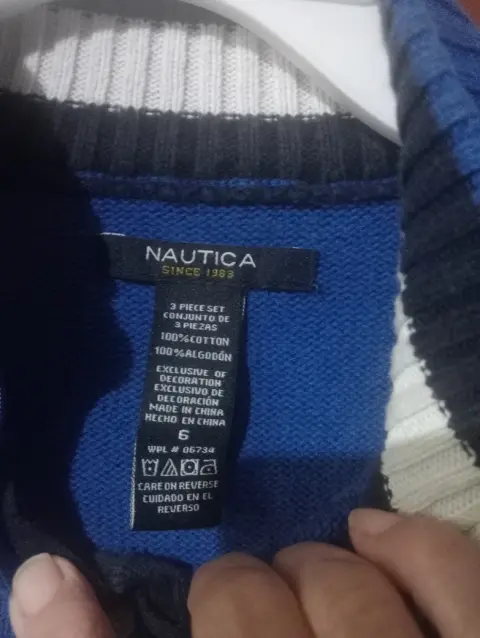 NAUTICA
SINCE 1983
3 PIECE SET
CONJUNTO DE
3 PIEZAS
100%COTTON
100%ALGODÓN
EXCLUSIVE OF
DECORATION
EXCLUSIVO DE
DECORACIÓN
MADE IN CHINA
HECHO EN CHINA
6
WPL # 06734
CARE ON REVERSE
CUIDADO EN EL
REVERSO